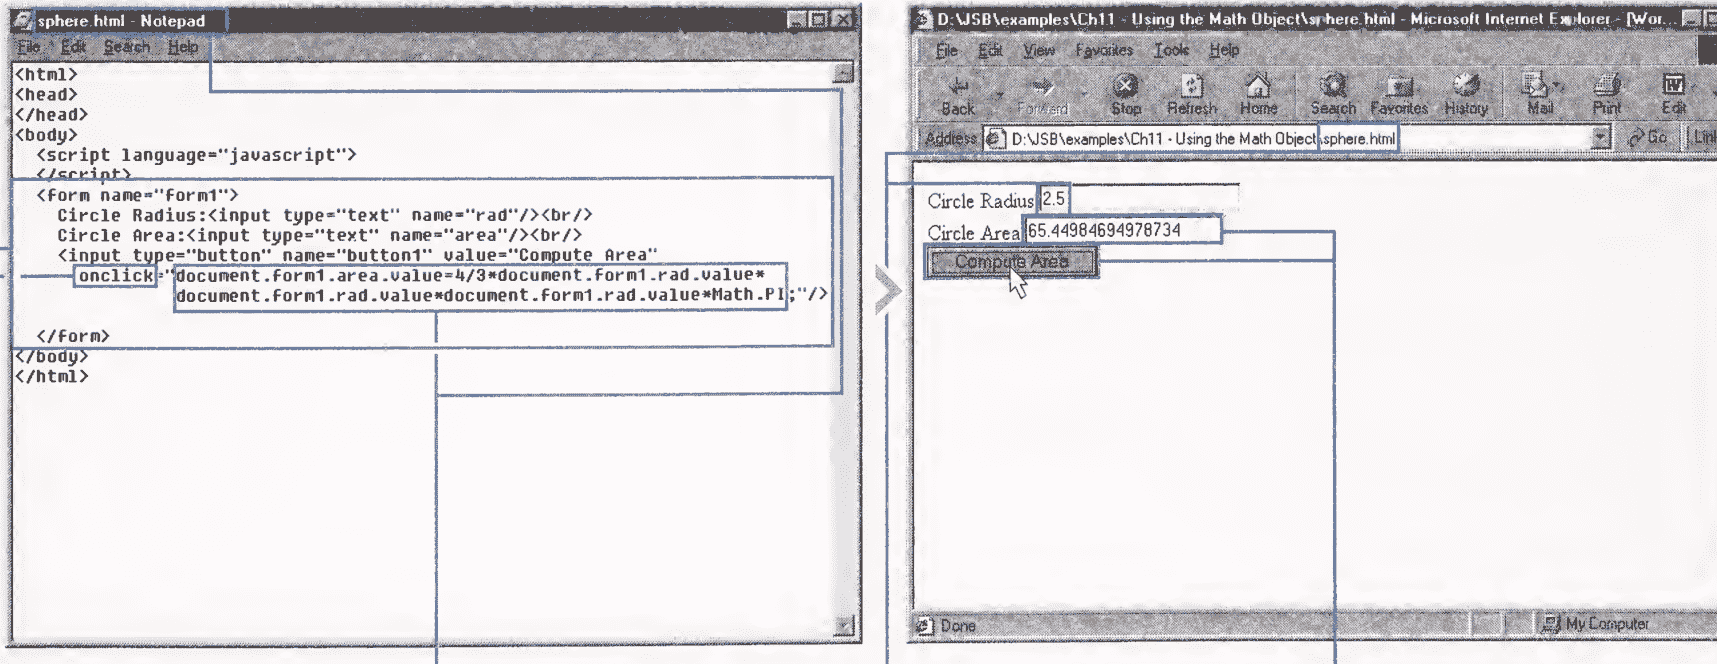 sphere.html - Notepad
File Edit Search Help
<html>
<head>
</head>
<body>
<script language="javascript">
</script>
<form name="form1">
Circle Radius:<input type="text" name="rad"/><br/>
Circle Area:<input type="text" name="area"/><br/>
<input type="button" name="button1" value="Compute Area"
onclick="document.form1.area.value=4/3*document.form1.rad.value*
document.form1.rad.value*document.form1.rad.value*Math.PI;"/>
</form>
</body>
</html>
D:\JSB\examples\Ch11 - Using the Math Object\sphere.html - Microsoft Internet Explorer - [Wor...
File Edit View Favorites Tools Help
Back Forward Stop Refresh Home Search Favorites History Mail Print Edit
Address D:\JSB\examples\Ch11 - Using the Math Object\sphere.html Go Link
Circle Radius 2.5
Circle Area 65.44984694978734
Compute Area
Done My Computer